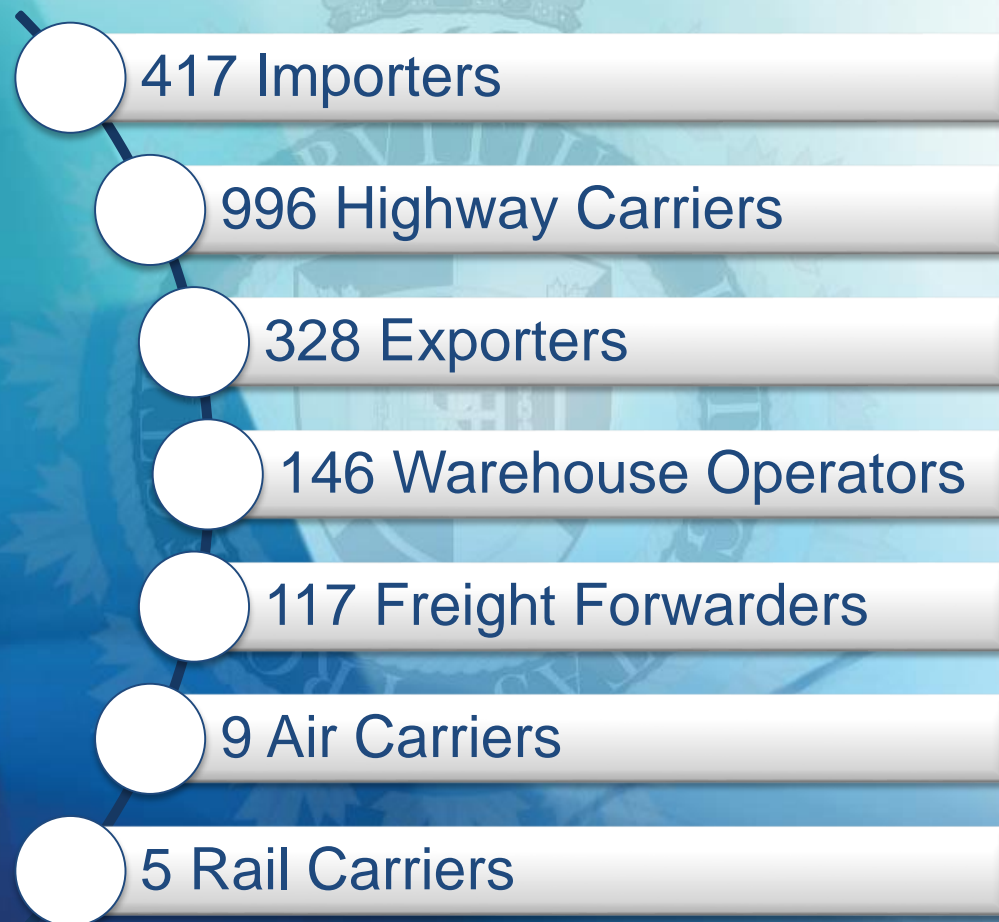 417 Importers
996 Highway Carriers
328 Exporters
146 Warehouse Operators
117 Freight Forwarders
9 Air Carriers
5 Rail Carriers